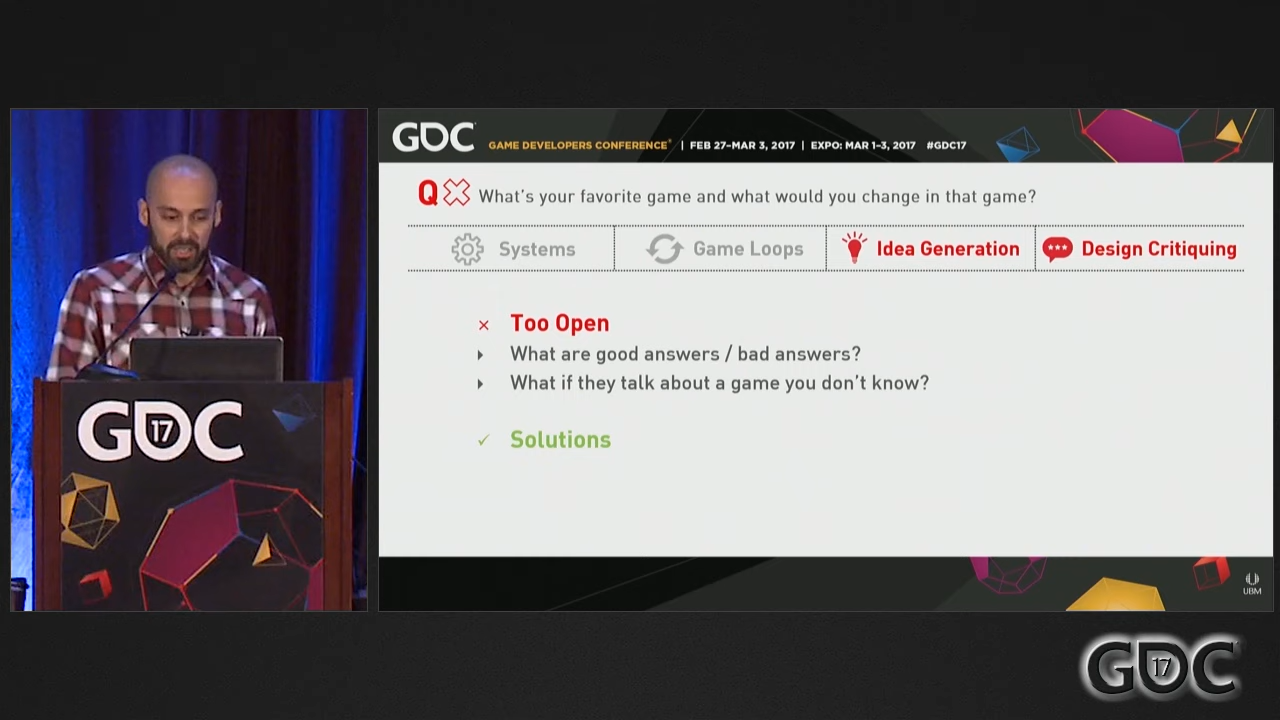 GDC
GAME DEVELOPERS CONFERENCE® | FEB 27–MAR 3, 2017 | EXPO: MAR 1–3, 2017 #GDC17
Q What's your favorite game and what would you change in that game?
Systems
Game Loops
Idea Generation
Design Critiquing
Too Open
What are good answers / bad answers?
What if they talk about a game you don't know?
Solutions
UBM
GDC 17
GDC 17